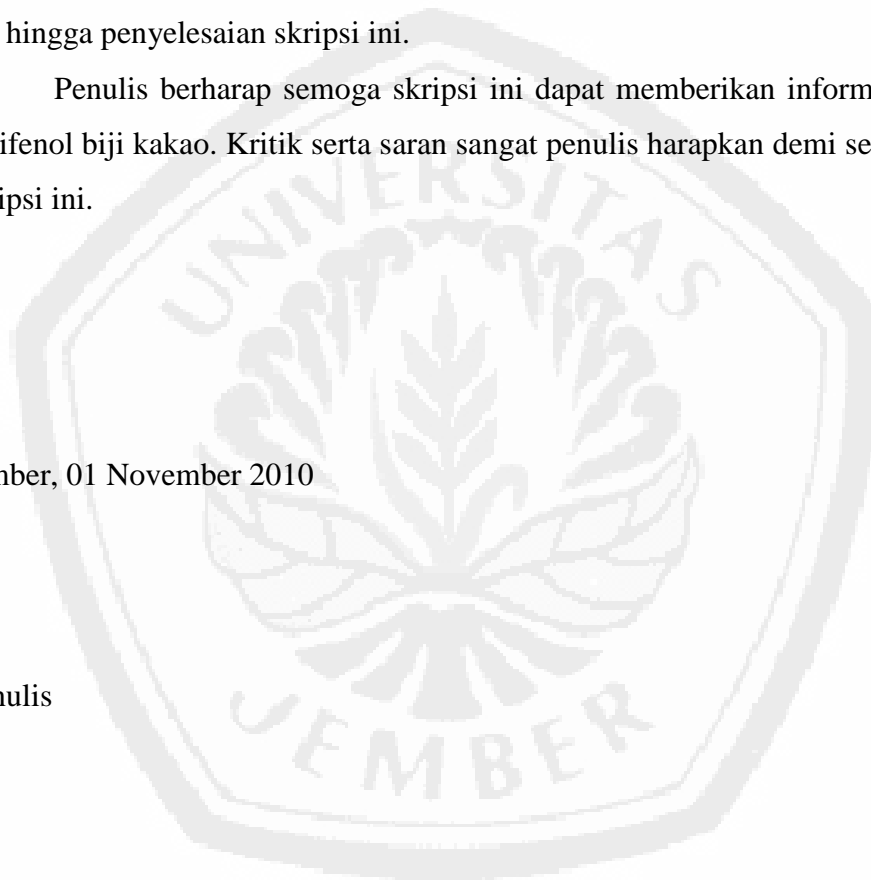 hingga penyelesaian skripsi ini.
Penulis berharap semoga skripsi ini dapat memberikan inform
ifenol biji kakao. Kritik serta saran sangat penulis harapkan demi se
ipsi ini.
UNIVERSITAS
mber, 01 November 2010
nulis
JEMBER